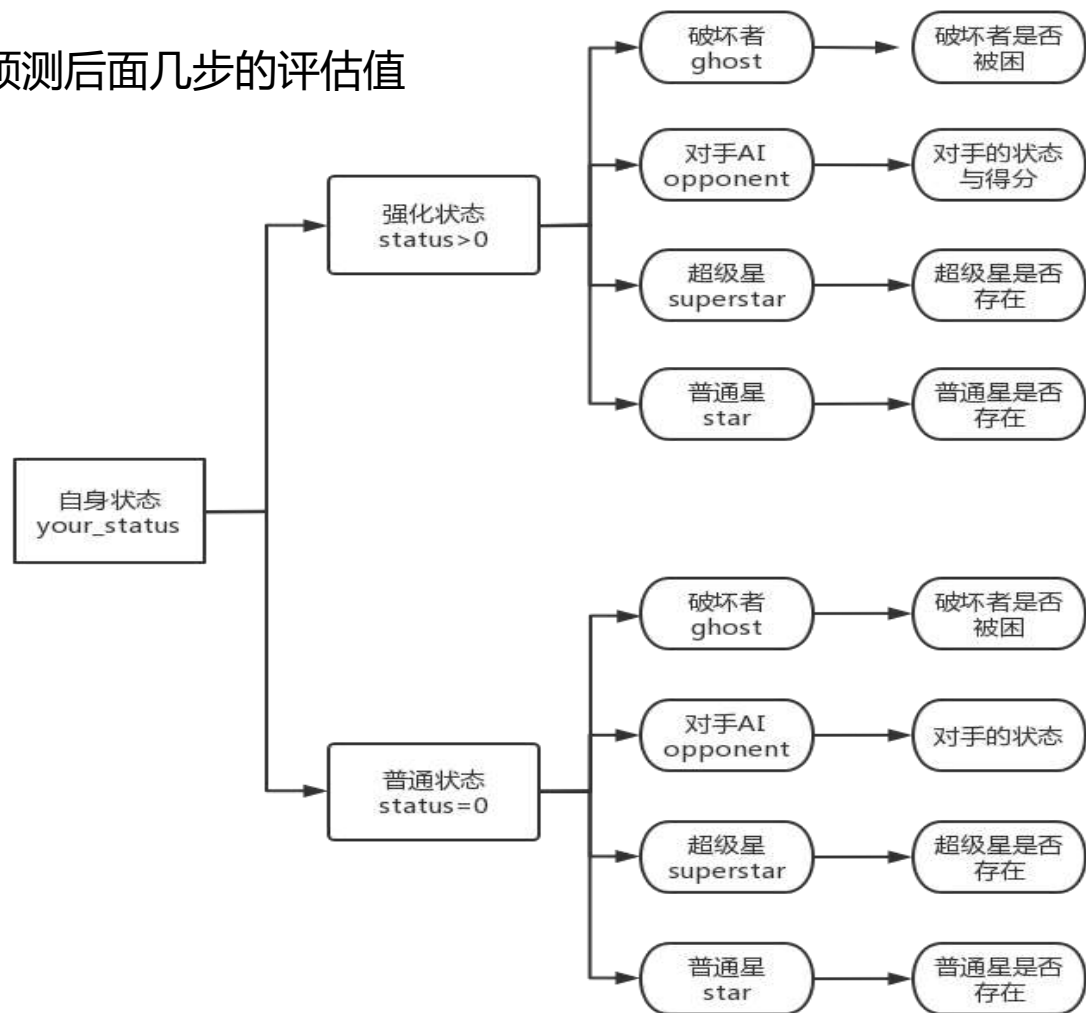 预测后面几步的评估值
破坏者
ghost
破坏者是否
被困
对手AI
opponent
对手的状态
与得分
强化状态
status>0
超级星
superstar
超级星是否
存在
普通星
star
普通星是否
存在
自身状态
your_status
破坏者
ghost
破坏者是否
被困
对手AI
opponent
对手的状态
普通状态
status=0
超级星
superstar
超级星是否
存在
普通星
star
普通星是否
存在